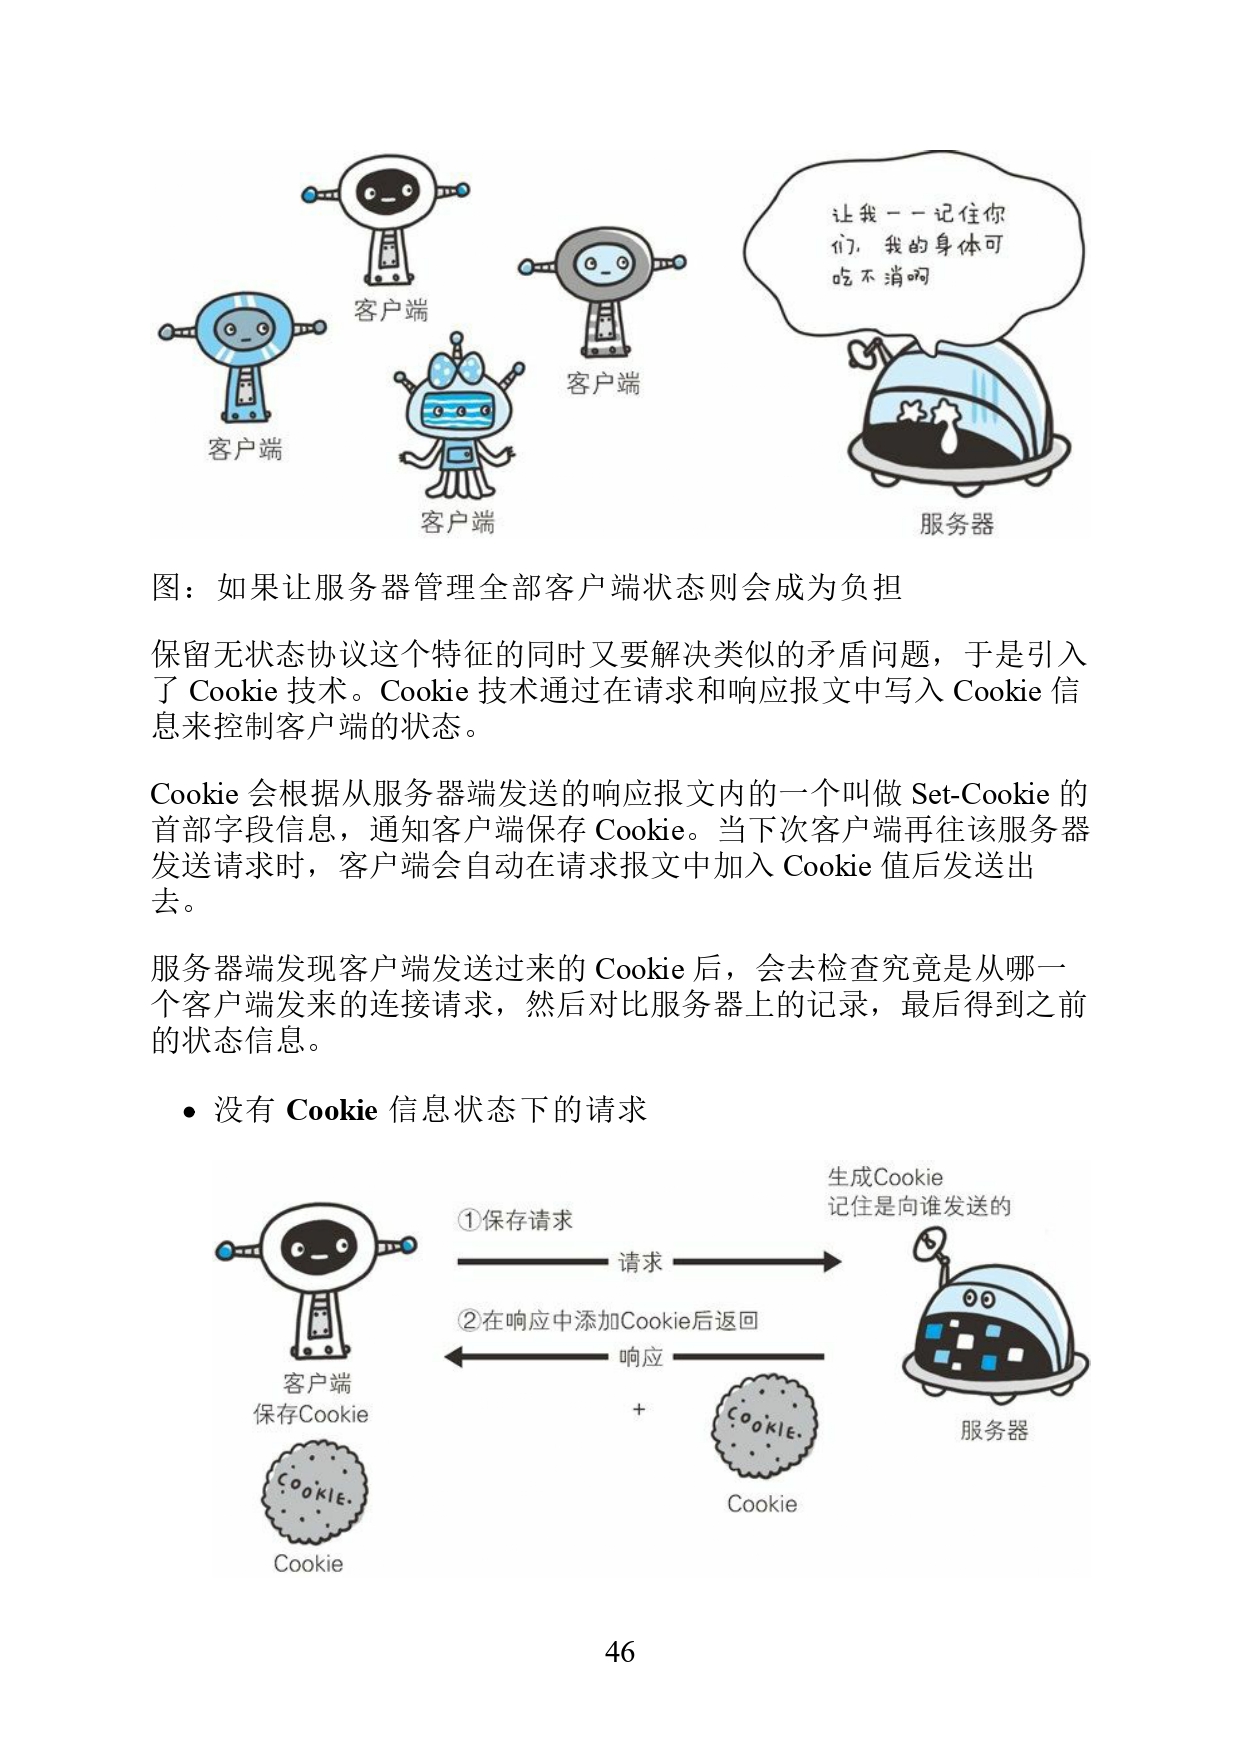 让我一一记住你
们，我的身体可
吃不消啊
客户端
客户端
客户端
客户端
服务器
图：如果让服务器管理全部客户端状态则会成为负担
保留无状态协议这个特征的同时又要解决类似的矛盾问题，于是引入
了 Cookie 技术。Cookie 技术通过在请求和响应报文中写入 Cookie 信
息来控制客户端的状态。
Cookie 会根据从服务器端发送的响应报文内的一个叫做 Set-Cookie 的
首部字段信息，通知客户端保存 Cookie。当下次客户端再往该服务器
发送请求时，客户端会自动在请求报文中加入 Cookie 值后发送出
去。
服务器端发现客户端发送过来的 Cookie 后，会去检查究竟是从哪一
个客户端发来的连接请求，然后对比服务器上的记录，最后得到之前
的状态信息。
• 没有 Cookie 信息状态下的请求
生成Cookie
记住是向谁发送的
①保存请求
请求
②在响应中添加Cookie后返回
响应
客户端
保存Cookie
+
COOKIE.
服务器
COOKIE.
Cookie
Cookie
46